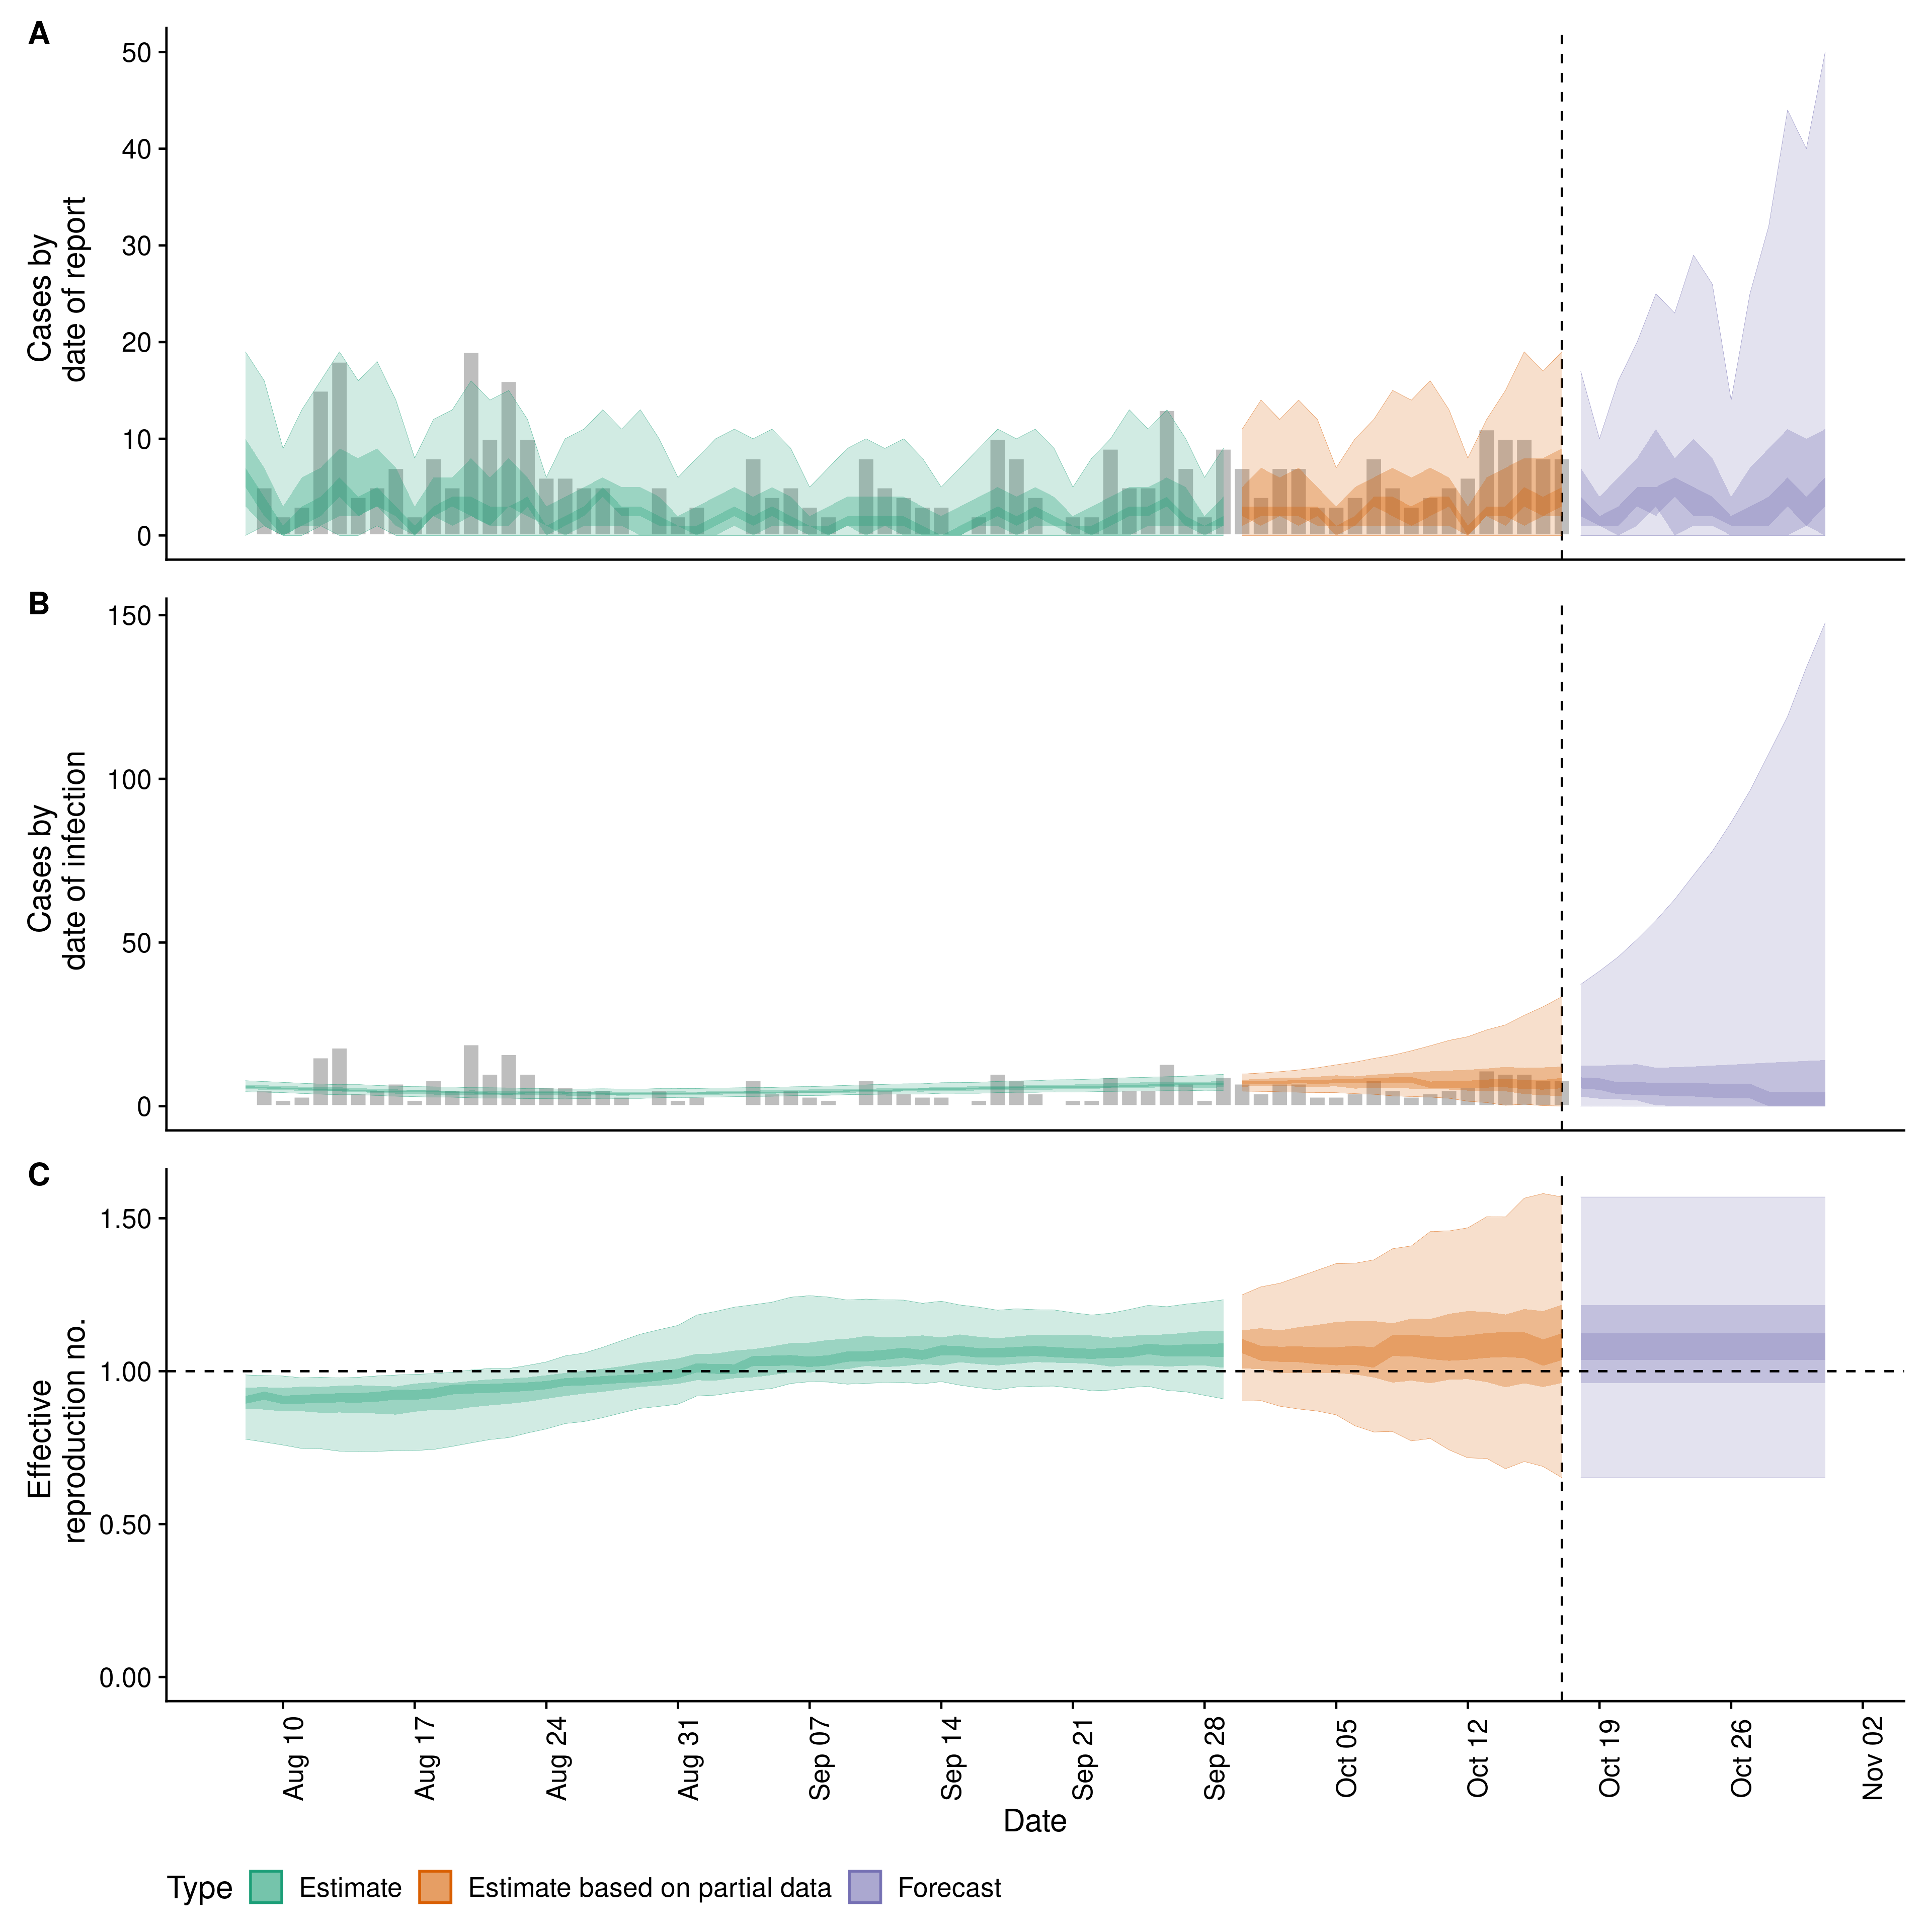 A
50
40
30
20
10
0
Cases by
date of report
B
150
100
50
0
Cases by
date of infection
C
1.50
1.00
0.50
0.00
Effective
reproduction no.
Aug 10
Aug 17
Aug 24
Aug 31
Sep 07
Sep 14
Sep 21
Sep 28
Oct 05
Oct 12
Oct 19
Oct 26
Nov 02
Date
Type Estimate Estimate based on partial data Forecast